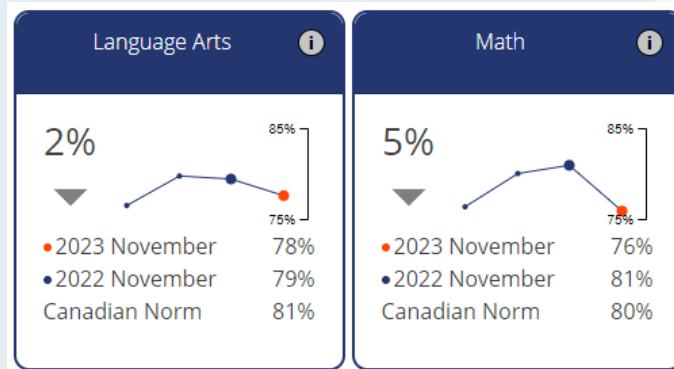 Language Arts i
2%
85%
75%
• 2023 November 78%
• 2022 November 79%
Canadian Norm 81%
Math i
5%
85%
75%
• 2023 November 76%
• 2022 November 81%
Canadian Norm 80%